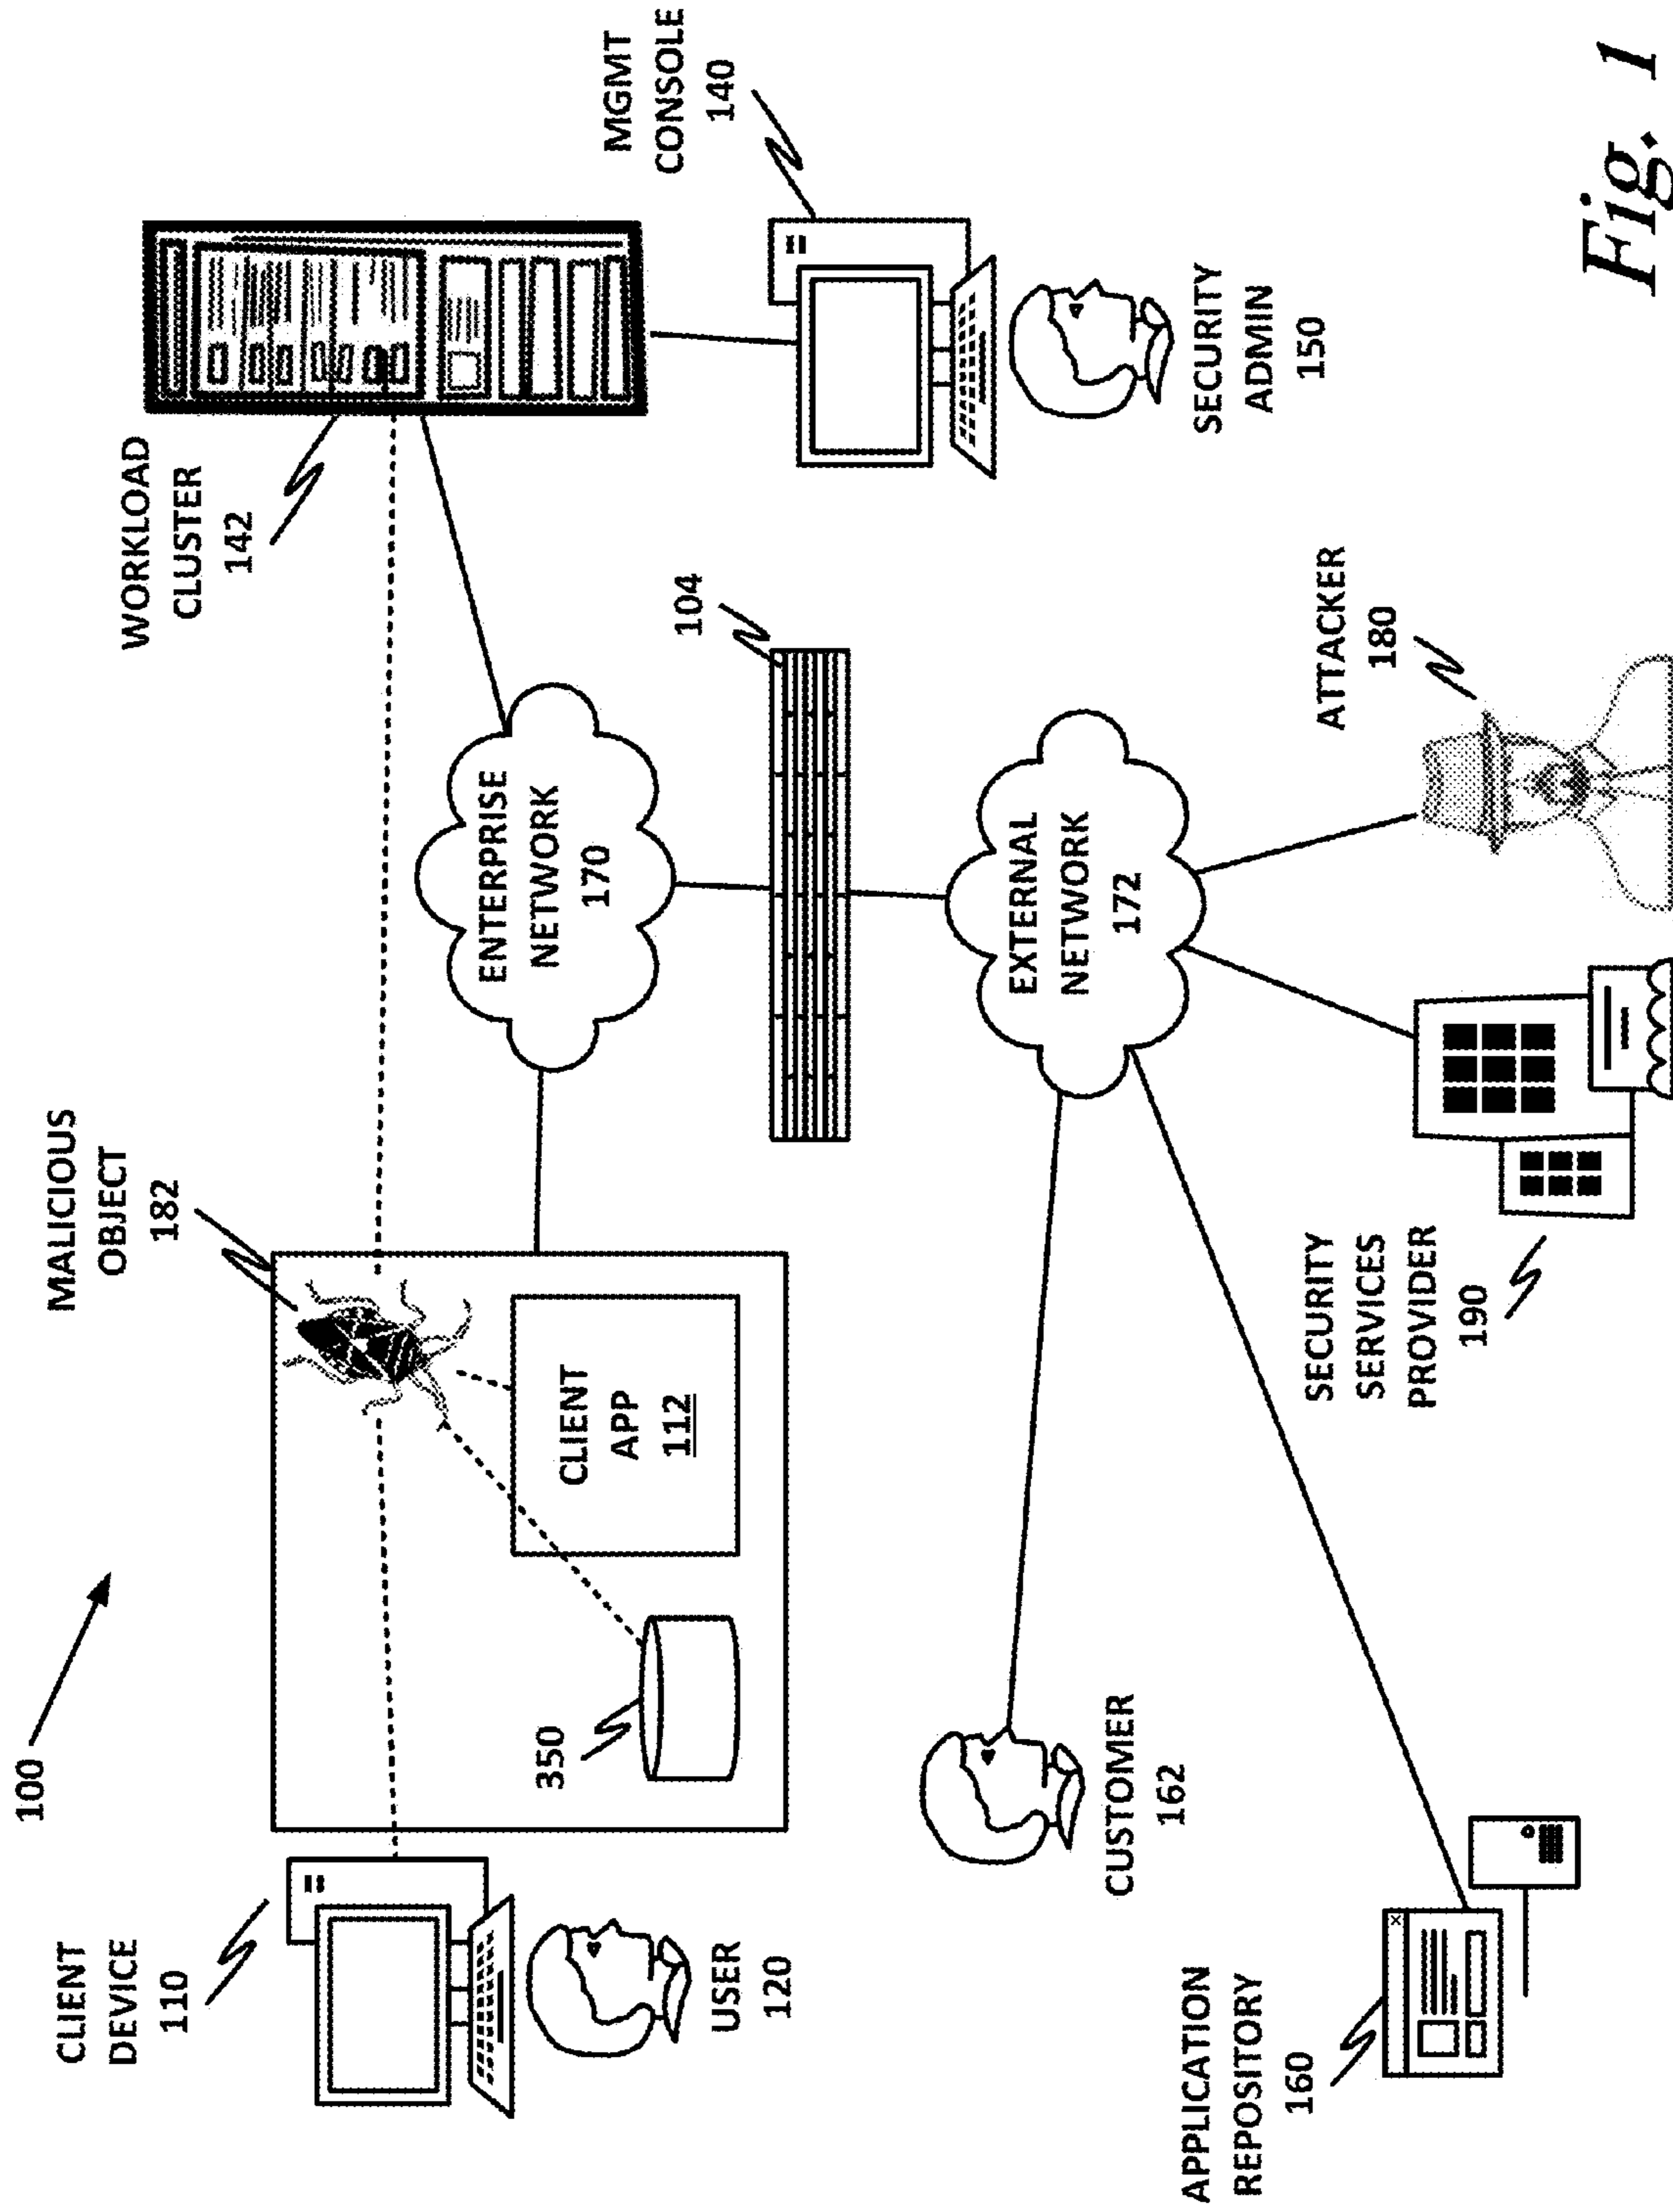 100
CLIENT
DEVICE
110
USER
120
MALICIOUS
OBJECT
182
350
CLIENT
APP
112
WORKLOAD
CLUSTER
142
ENTERPRISE
NETWORK
170
104
MGMT
CONSOLE
140
SECURITY
ADMIN
150
EXTERNAL
NETWORK
172
CUSTOMER
162
APPLICATION
REPOSITORY
160
SECURITY
SERVICES
PROVIDER
190
ATTACKER
180
Fig. 1